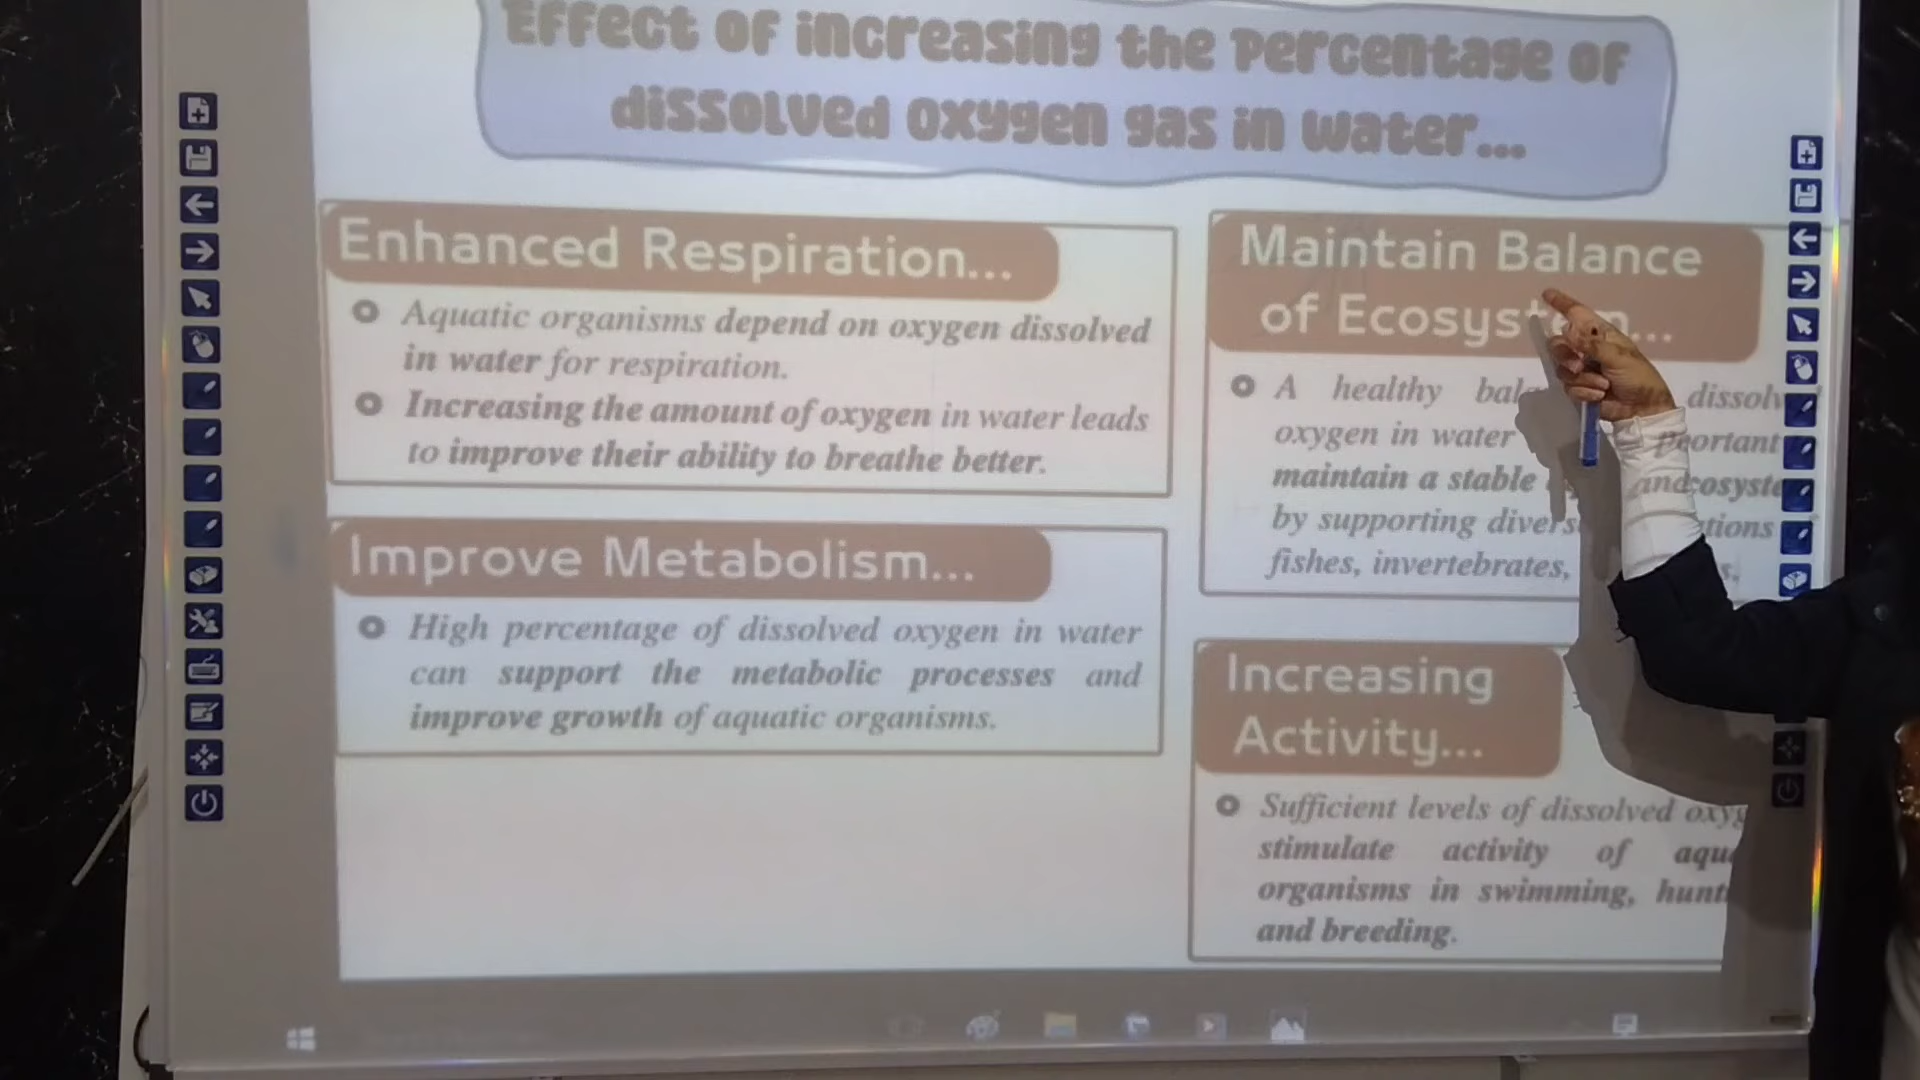 Effect of increasing the percentage of
dissolved oxygen gas in water...
Enhanced Respiration...
Aquatic organisms depend on oxygen dissolved
in water for respiration.
Increasing the amount of oxygen in water leads
to improve their ability to breathe better.
Improve Metabolism...
High percentage of dissolved oxygen in water
can support the metabolic processes and
improve growth of aquatic organisms.
Maintain Balance
of Ecosystem...
A healthy dissolv
oxygen in water portant
maintain a stable
by supporting divers
fishes, invertebrates,
Increasing
Activity...
Sufficient levels of dissolved oxyg
stimulate activity of aqu
organisms in swimming, hunt
and breeding.